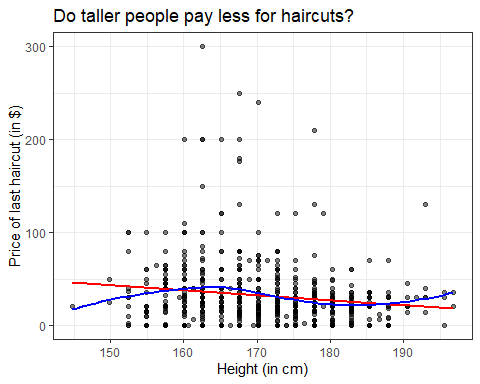 Do taller people pay less for haircuts?
Price of last haircut (in $)
300
200
100
0
150 160 170 180 190
Height (in cm)